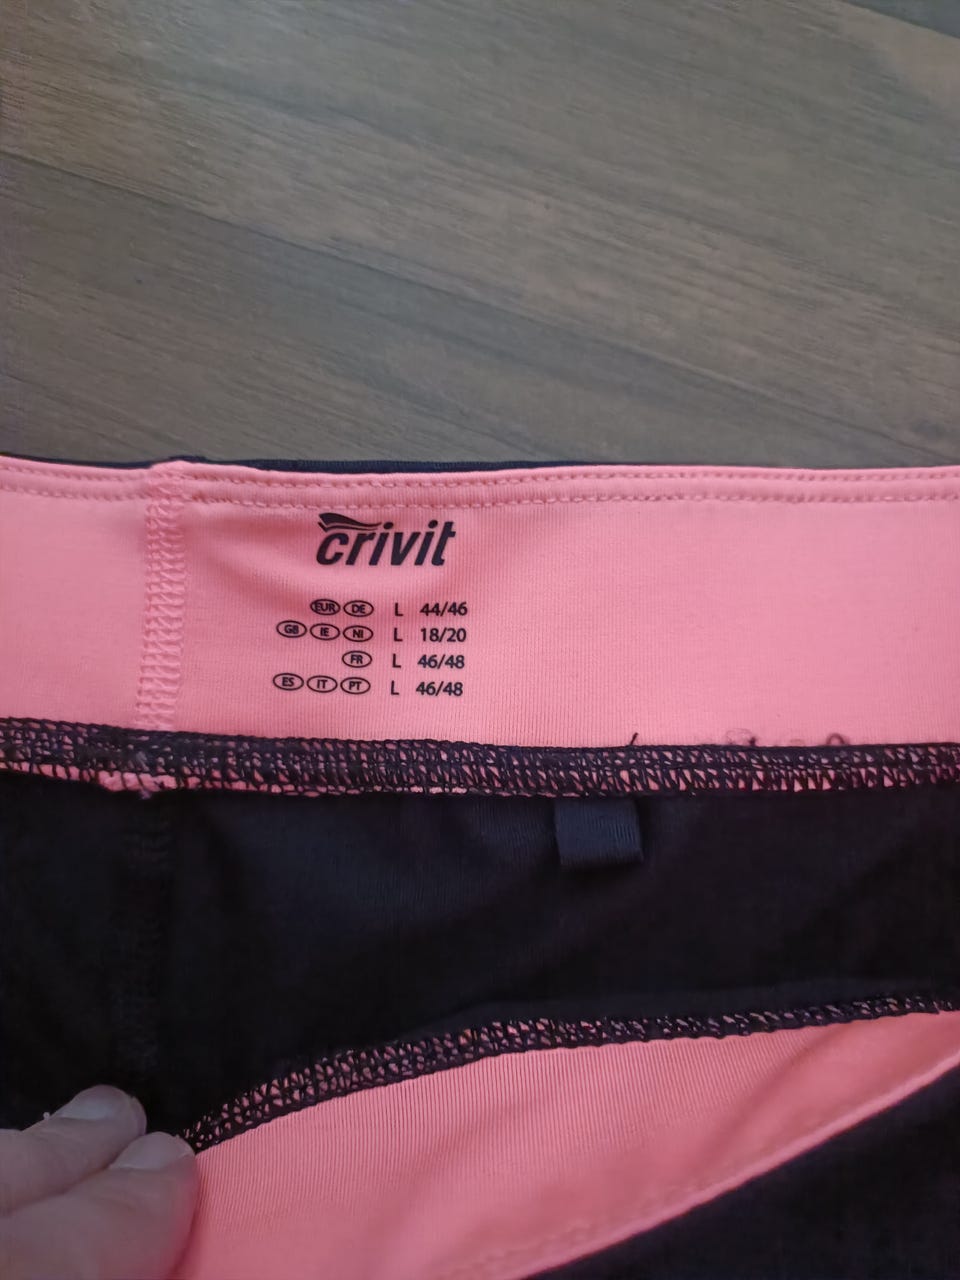 crivit
EUR DE L 44/46
GB IE NI L 18/20
FR L 46/48
ES IT PT L 46/48